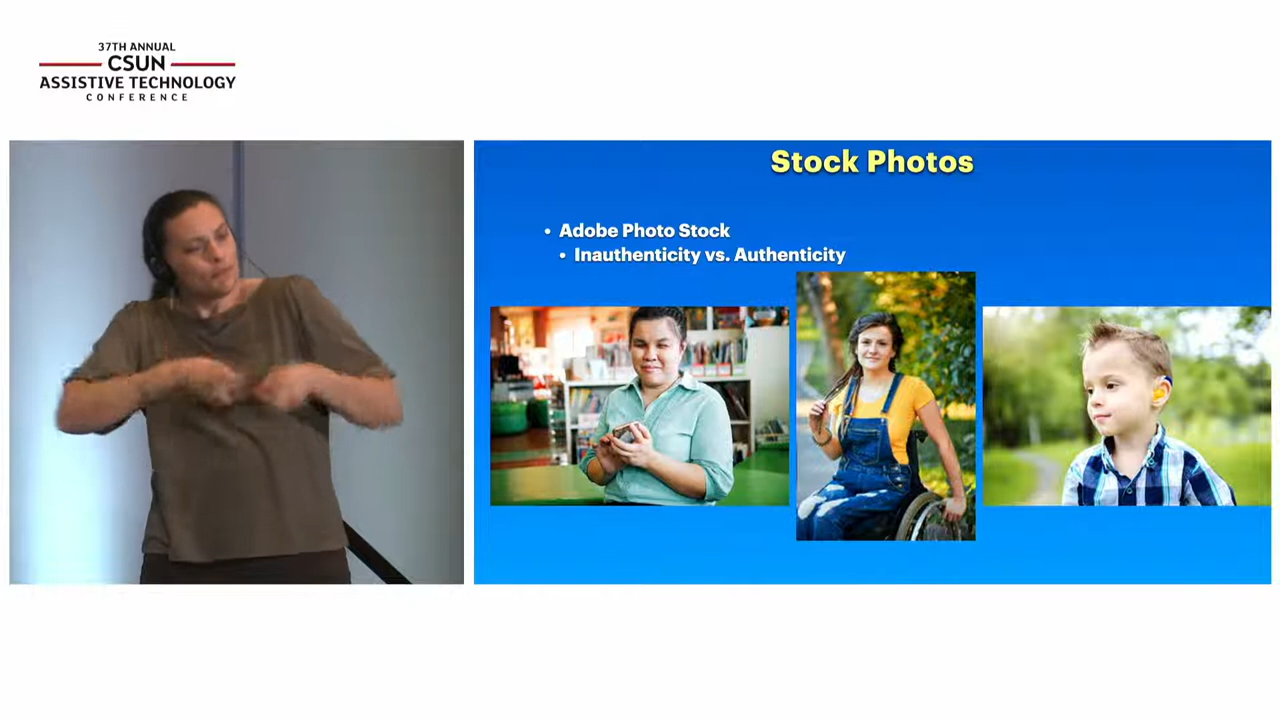 37TH ANNUAL
CSUN
ASSISTIVE TECHNOLOGY
CONFERENCE
Stock Photos
• Adobe Photo Stock
• Inauthenticity vs. Authenticity